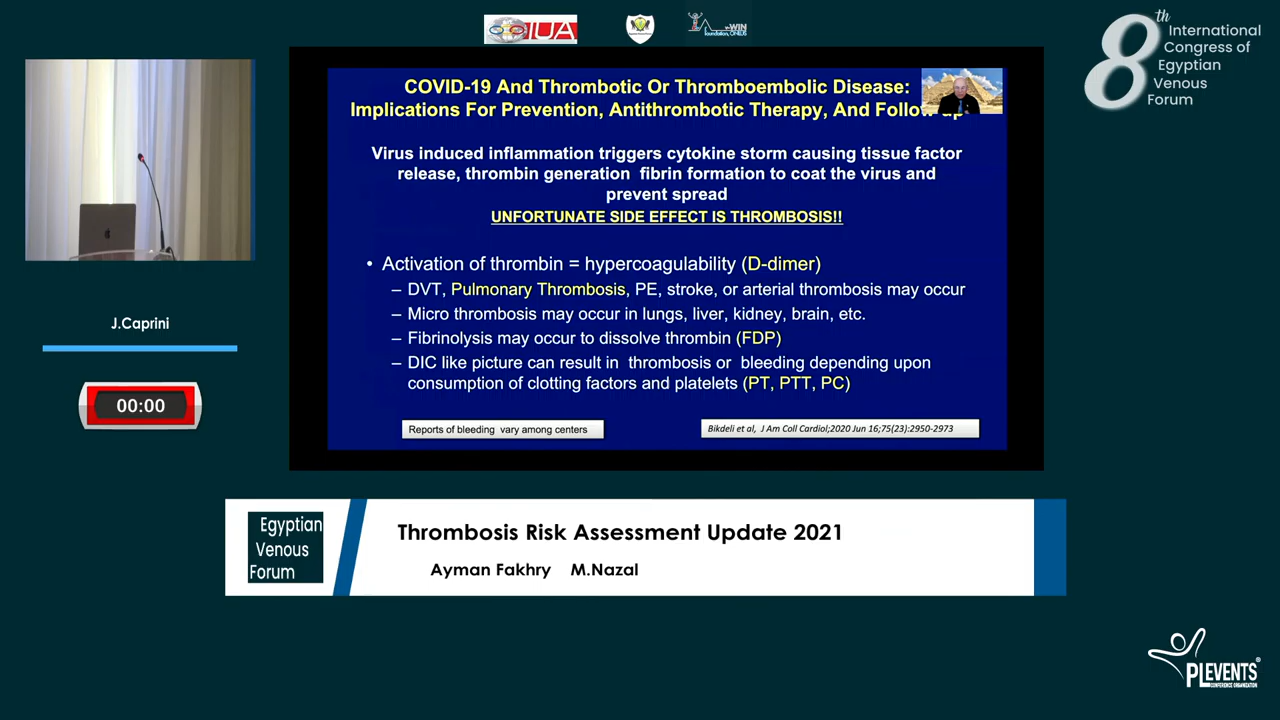 IUA
WIN
foundation, ONLUS
8th
International
Congress of
Egyptian
Venous
Forum
COVID-19 And Thrombotic Or Thromboembolic Disease:
Implications For Prevention, Antithrombotic Therapy, And Follow-up
Virus induced inflammation triggers cytokine storm causing tissue factor
release, thrombin generation fibrin formation to coat the virus and
prevent spread
UNFORTUNATE SIDE EFFECT IS THROMBOSIS!!
• Activation of thrombin = hypercoagulability (D-dimer)
– DVT, Pulmonary Thrombosis, PE, stroke, or arterial thrombosis may occur
– Micro thrombosis may occur in lungs, liver, kidney, brain, etc.
– Fibrinolysis may occur to dissolve thrombin (FDP)
– DIC like picture can result in thrombosis or bleeding depending upon
consumption of clotting factors and platelets (PT, PTT, PC)
Reports of bleeding vary among centers
Bikdeli et al, J Am Coll Cardiol;2020 Jun 16;75(23):2950-2973
J.Caprini
00:00
Egyptian
Venous
Forum
Thrombosis Risk Assessment Update 2021
Ayman Fakhry M.Nazal
PLEVENTS
CONFERENCE ORGANIZATION